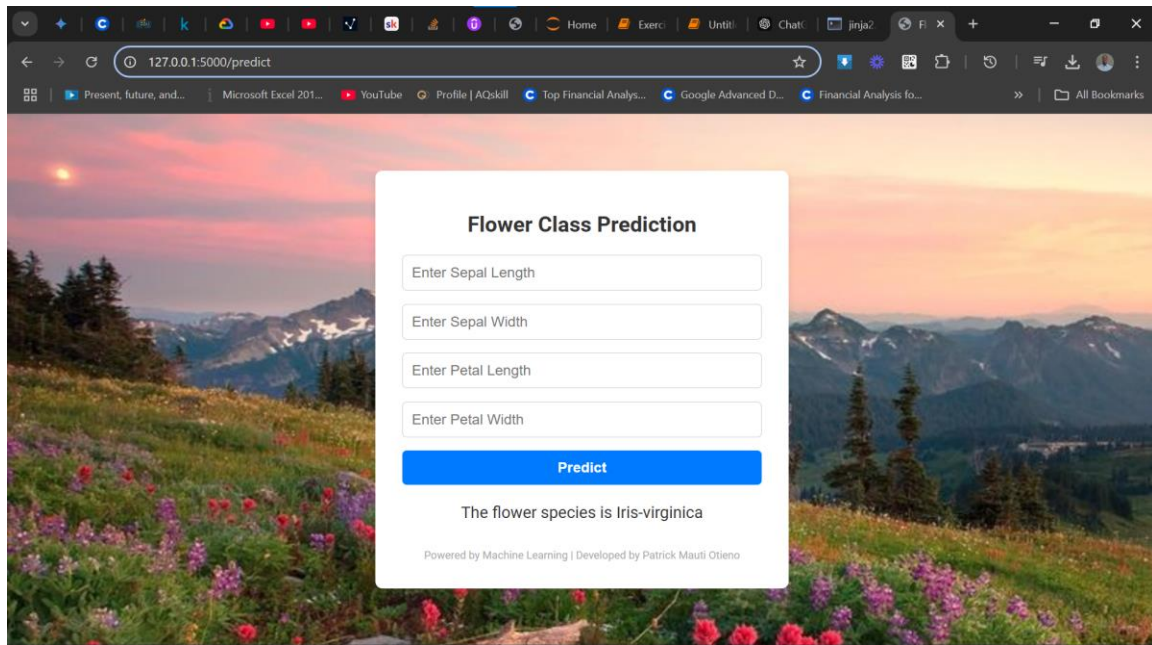 Home
Exerci
Untitl
ChatG
jinja2
Fl
127.0.0.1:5000/predict
Present, future, and...
Microsoft Excel 201...
YouTube
Profile | AQskill
Top Financial Analys...
Google Advanced D...
Financial Analysis fo...
All Bookmarks
Flower Class Prediction
Enter Sepal Length
Enter Sepal Width
Enter Petal Length
Enter Petal Width
Predict
The flower species is Iris-virginica
Powered by Machine Learning | Developed by Patrick Mauti Otieno